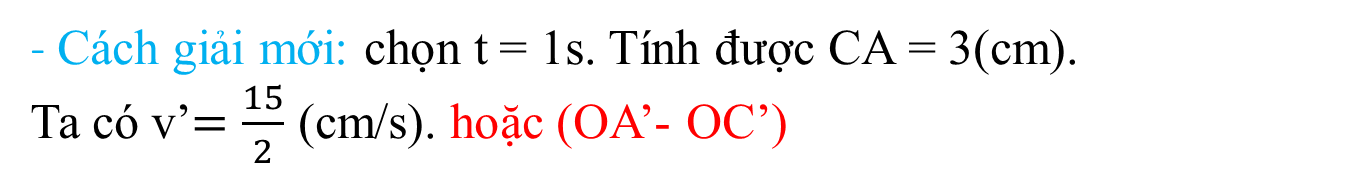 - Cách giải mới: chọn t = 1s. Tính được CA = 3(cm).
Ta có v’= 15/2 (cm/s). hoặc (OA’- OC’)